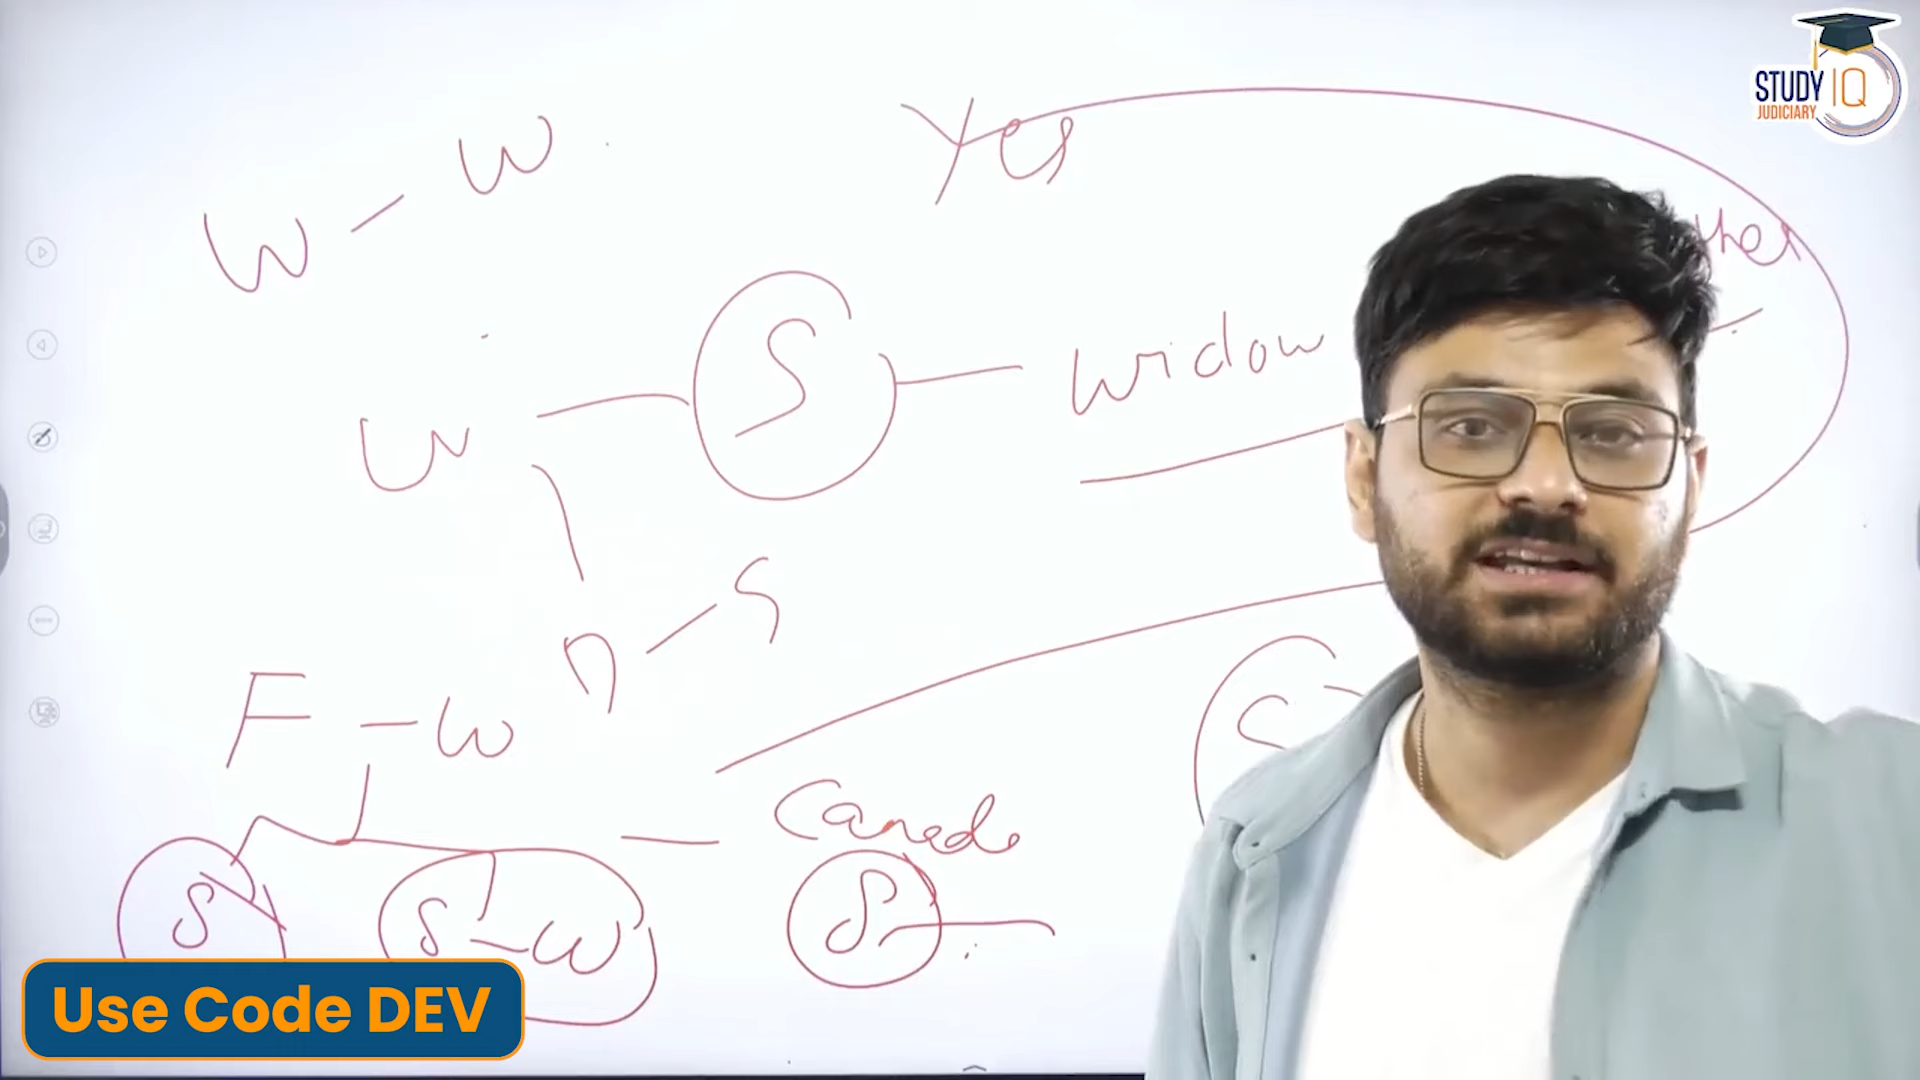 STUDY IQ
JUDICIARY
W - W
Yes
W
S
Widow
D - S
F - W
Canada
S
S - W
S
Use Code DEV